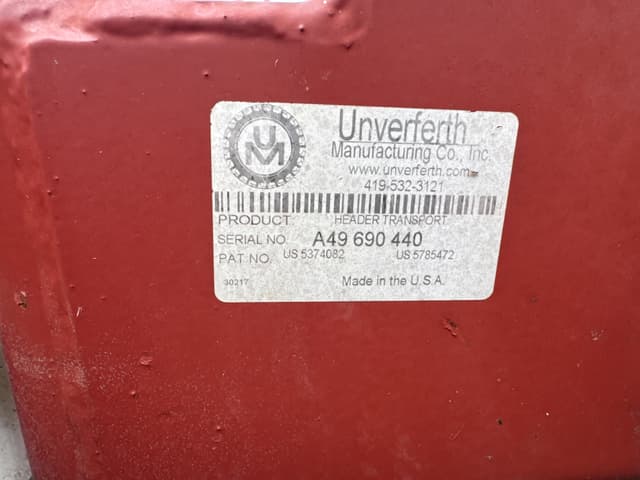 UM
Unverferth
Manufacturing Co., Inc.
www.unverferth.com
419-532-3121
PRODUCT HEADER TRANSPORT
SERIAL NO. A49 690 440
PAT NO. US 5374082 US 5785472
30217 Made in the U.S.A.